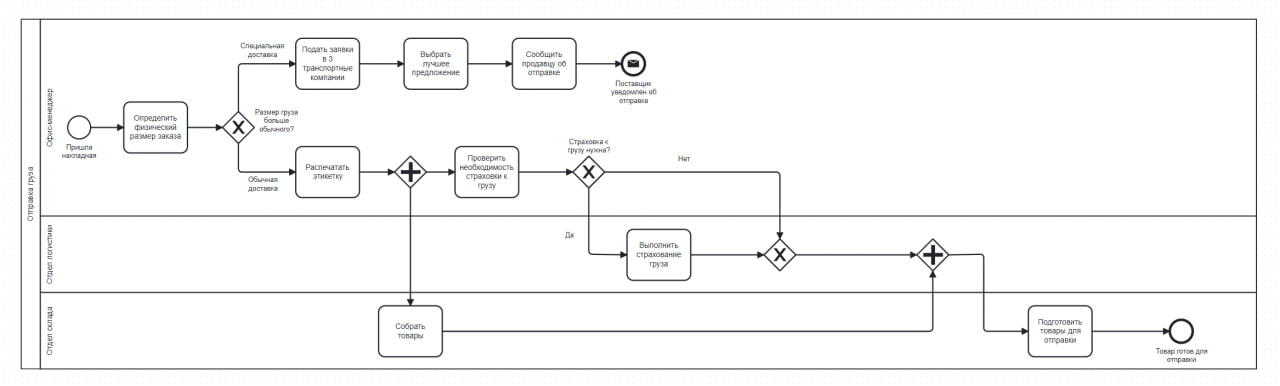 Отправка груза
Офис-менеджер
Пришла
накладная
Определить
физический
размер заказа
Специальная
доставка
Размер груза
больше
обычного?
Обычная
доставка
Подать заявки
в 3
транспортные
компании
Выбрать
лучшее
предложение
Сообщить
продавцу об
отправке
Поставщик
уведомлен об
отправке
Распечатать
этикетку
Проверить
необходимость
страховки к
грузу
Страховка к
грузу нужна?
Нет
Да
Отдел логистики
Выполнить
страхование
груза
Отдел склада
Собрать
товары
Подготовить
товары для
отправки
Товар готов для
отправки